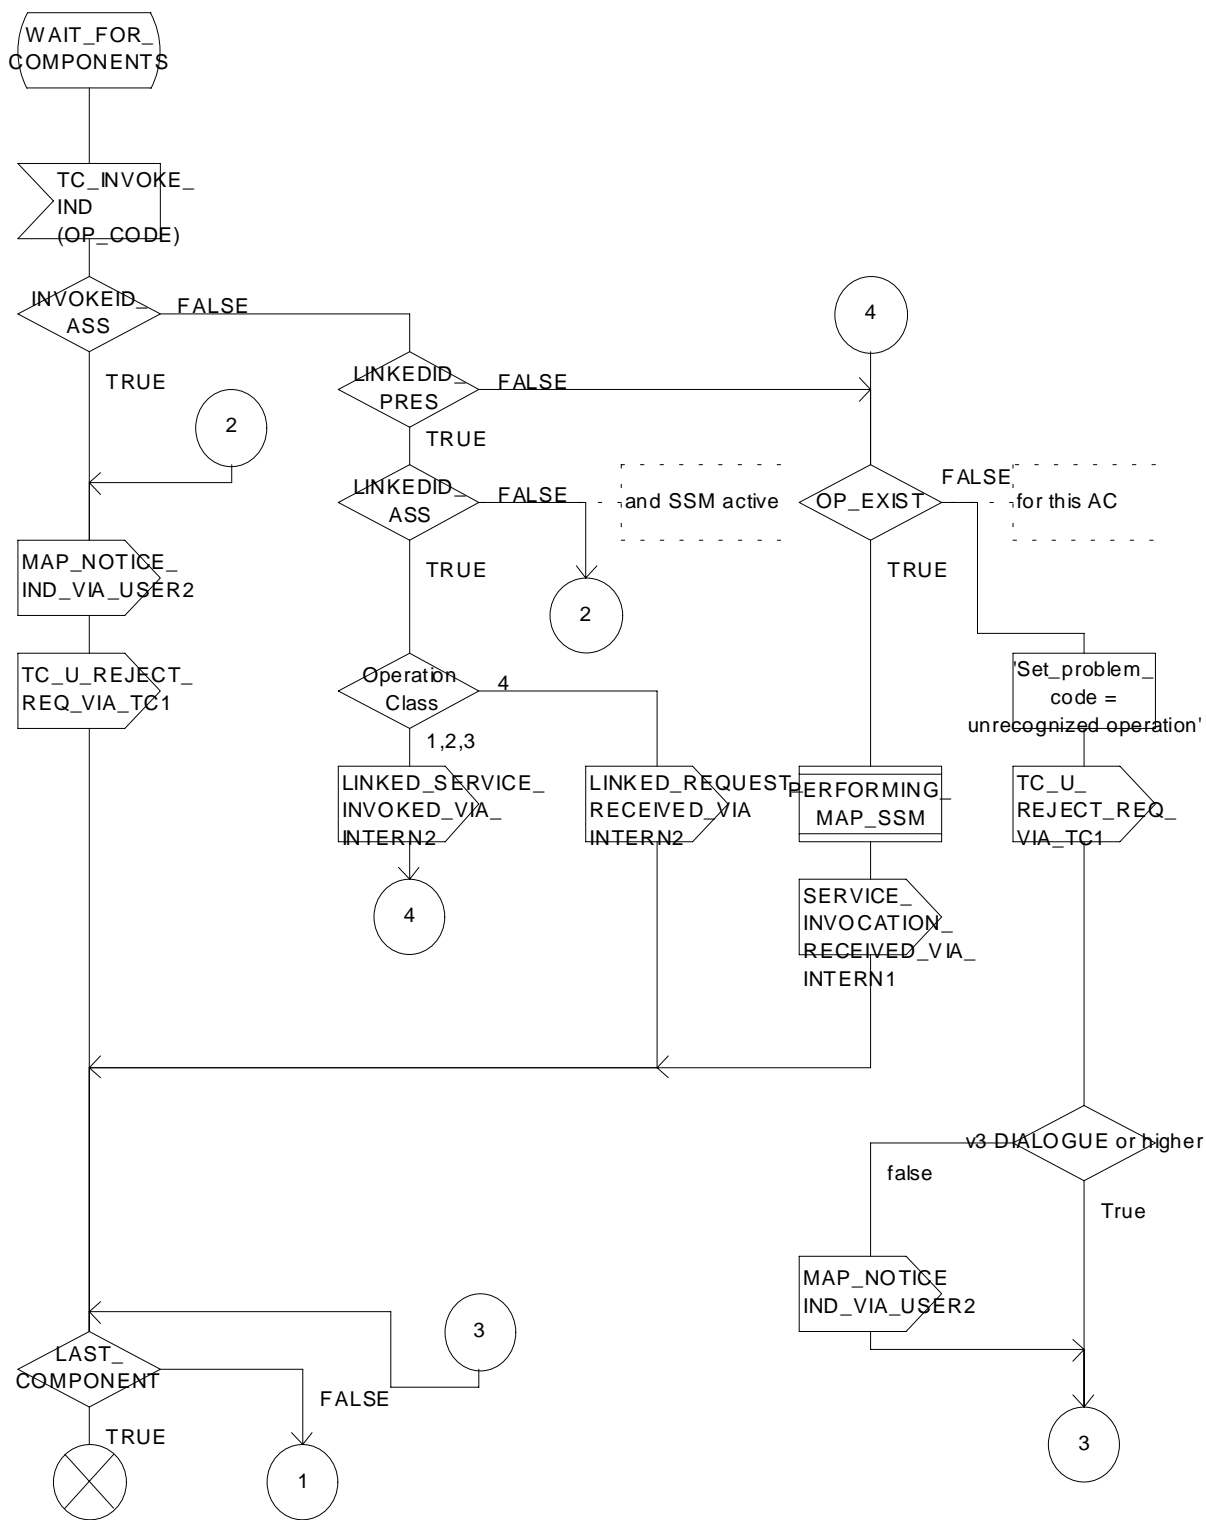 WAIT_FOR_
COMPONENTS
TC_INVOKE_
IND
(OP_CODE)
INVOKEID_
ASS
FALSE
TRUE
2
MAP_NOTICE_
IND_VIA_USER2
TC_U_REJECT_
REQ_VIA_TC1
LINKEDID_
PRES
FALSE
TRUE
LINKEDID_
ASS
FALSE
and SSM active
TRUE
2
Operation
Class
4
1,2,3
LINKED_SERVICE_
INVOKED_VIA_
INTERN2
4
LINKED_REQUEST_
RECEIVED_VIA
INTERN2
4
OP_EXIST
FALSE
for this AC
TRUE
PERFORMING_
MAP_SSM
SERVICE_
INVOCATION_
RECEIVED_VIA_
INTERN1
'Set_problem_
code =
unrecognized operation'
TC_U_
REJECT_REQ_
VIA_TC1
v3 DIALOGUE or higher
false
True
MAP_NOTICE
IND_VIA_USER2
3
3
LAST_
COMPONENT
FALSE
TRUE
1